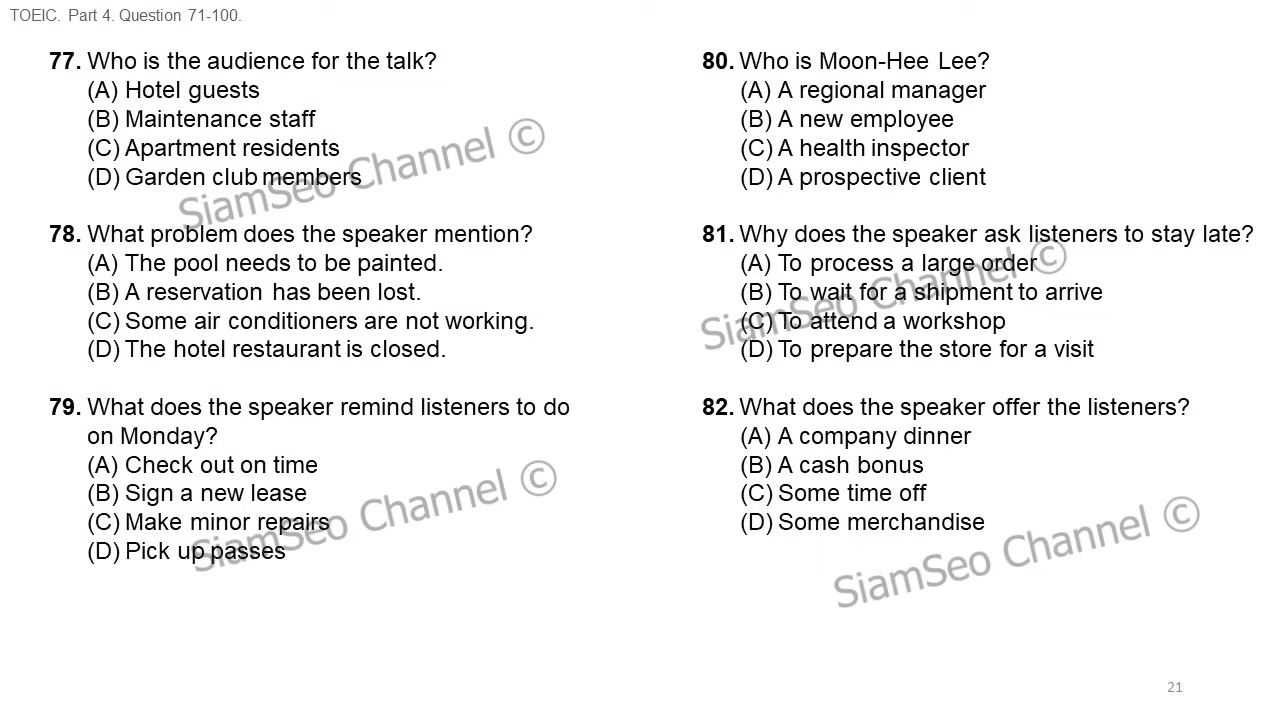 TOEIC. Part 4. Question 71-100.
77. Who is the audience for the talk?
(A) Hotel guests
(B) Maintenance staff
(C) Apartment residents
(D) Garden club members
SiamSeo Channel ©
78. What problem does the speaker mention?
(A) The pool needs to be painted.
(B) A reservation has been lost.
(C) Some air conditioners are not working.
(D) The hotel restaurant is closed.
79. What does the speaker remind listeners to do
on Monday?
(A) Check out on time
(B) Sign a new lease
(C) Make minor repairs
(D) Pick up passes
SiamSeo Channel ©
80. Who is Moon-Hee Lee?
(A) A regional manager
(B) A new employee
(C) A health inspector
(D) A prospective client
81. Why does the speaker ask listeners to stay late?
(A) To process a large order
(B) To wait for a shipment to arrive
(C) To attend a workshop
(D) To prepare the store for a visit
SiamSeo Channel ©
82. What does the speaker offer the listeners?
(A) A company dinner
(B) A cash bonus
(C) Some time off
(D) Some merchandise
SiamSeo Channel ©
21